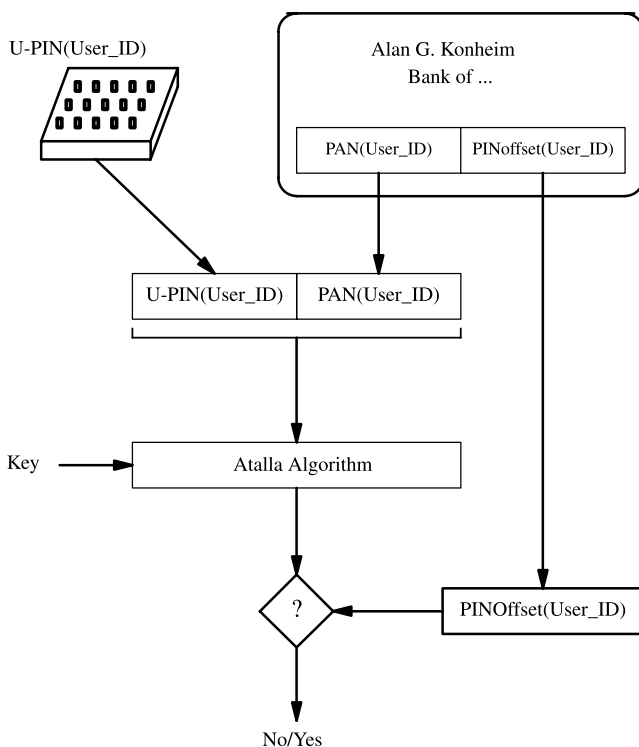 U-PIN(User_ID)
Alan G. Konheim
Bank of ...
PAN(User_ID)
PINoffset(User_ID)
U-PIN(User_ID)
PAN(User_ID)
Key
Atalla Algorithm
?
PINOffset(User_ID)
No/Yes